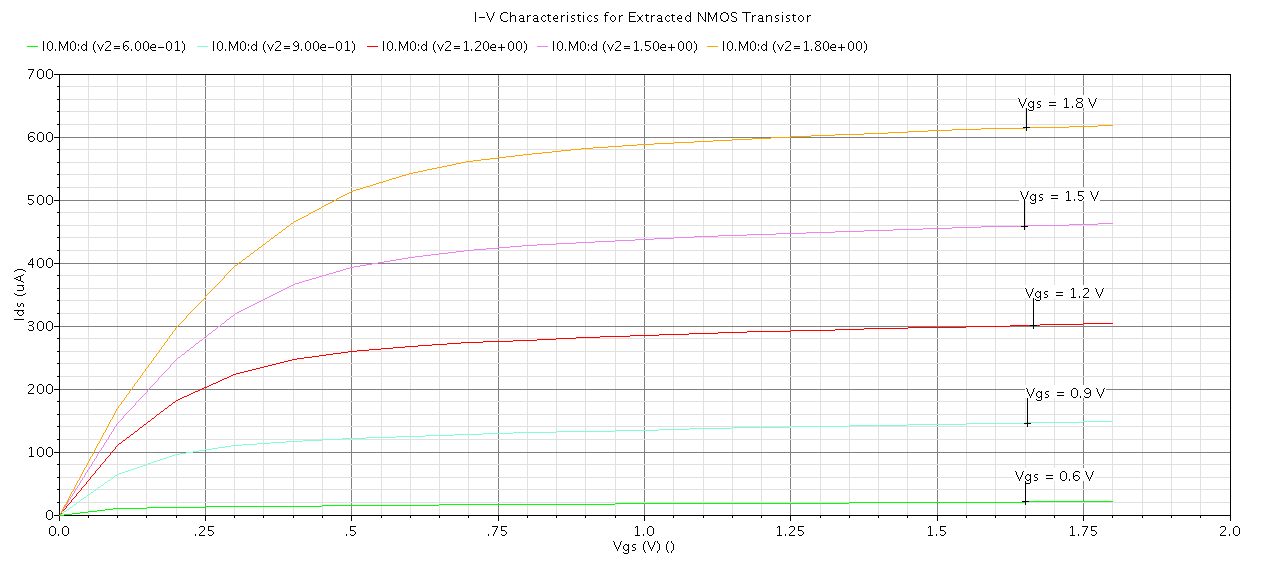 I-V Characteristics for Extracted NMOS Transistor
I0.M0:d (v2=6.00e-01) I0.M0:d (v2=9.00e-01) I0.M0:d (v2=1.20e+00) I0.M0:d (v2=1.50e+00) I0.M0:d (v2=1.80e+00)
700
Vgs = 1.8 V
600
Vgs = 1.5 V
500
400
Vgs = 1.2 V
300
Ids (uA)
200
Vgs = 0.9 V
100
Vgs = 0.6 V
0
0.0 .25 .5 .75 1.0 1.25 1.5 1.75 2.0
Vgs (V) ()